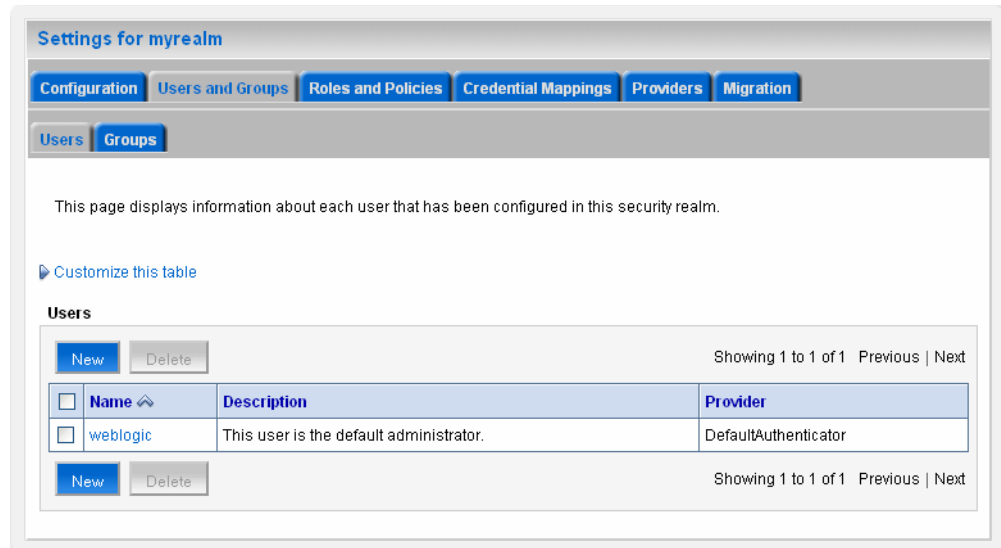 Settings for myrealm
Configuration Users and Groups Roles and Policies Credential Mappings Providers Migration
Users Groups
This page displays information about each user that has been configured in this security realm.
Customize this table
Users
New Delete Showing 1 to 1 of 1 Previous | Next
Name Description Provider
weblogic This user is the default administrator. DefaultAuthenticator
New Delete Showing 1 to 1 of 1 Previous | Next